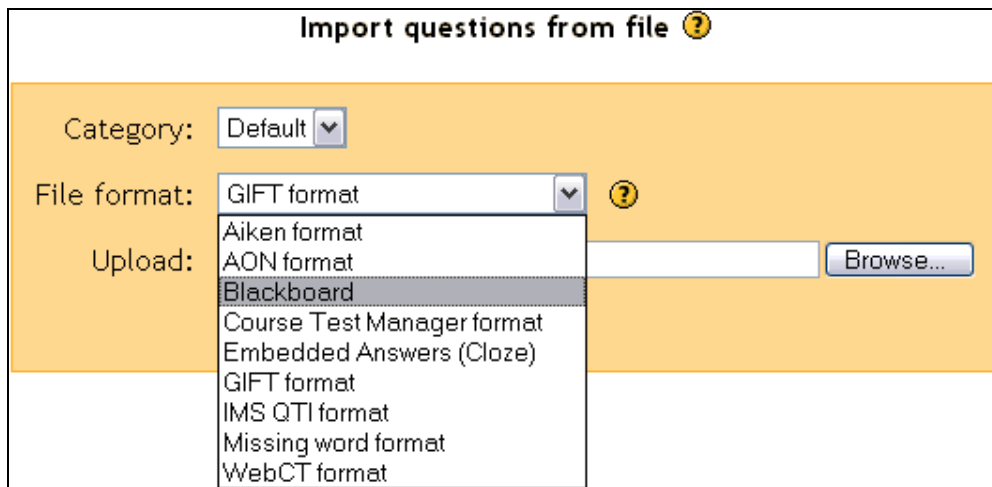 Import questions from file ?
Category: Default
File format: GIFT format ?
Aiken format
Upload: AON format Browse...
Blackboard
Course Test Manager format
Embedded Answers (Cloze)
GIFT format
IMS QTI format
Missing word format
WebCT format